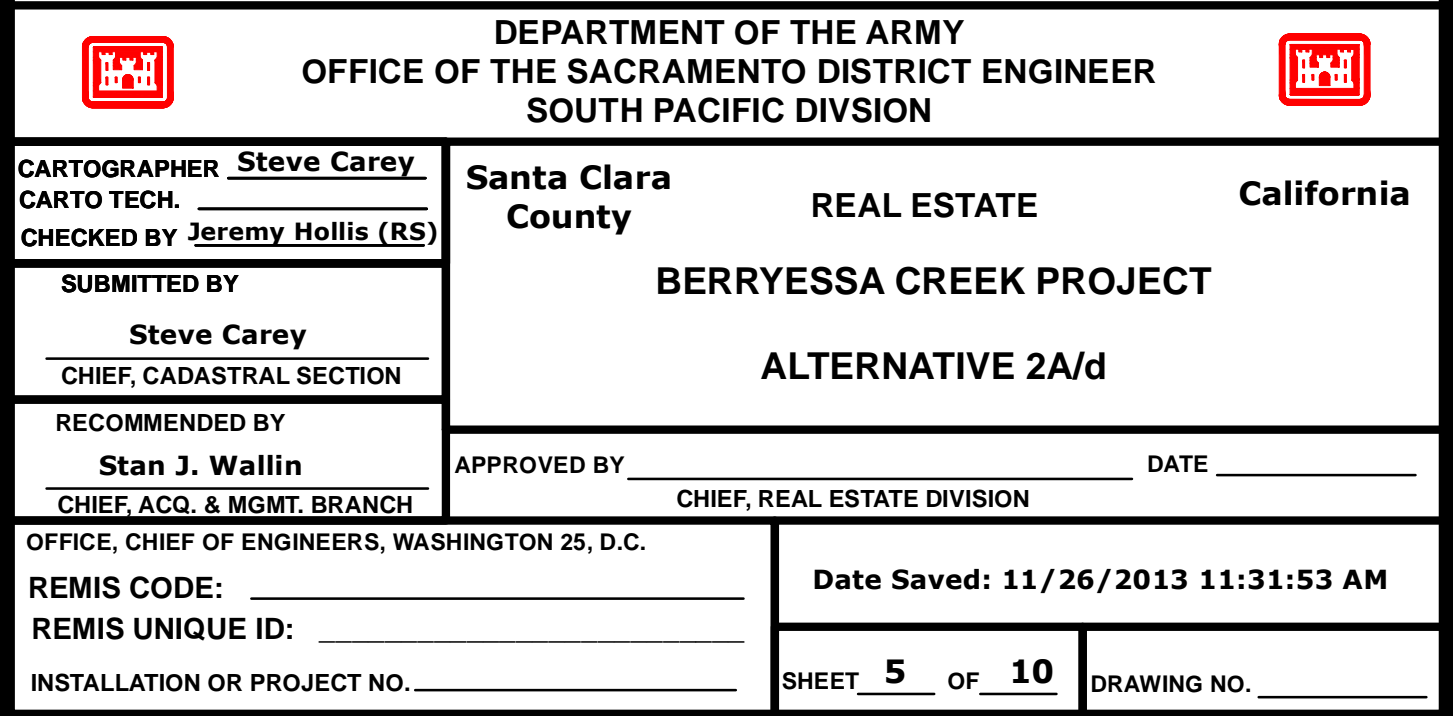 DEPARTMENT OF THE ARMY
OFFICE OF THE SACRAMENTO DISTRICT ENGINEER
SOUTH PACIFIC DIVSION
CARTOGRAPHER Steve Carey
CARTO TECH.
CHECKED BY Jeremy Hollis (RS)
SUBMITTED BY
Steve Carey
CHIEF, CADASTRAL SECTION
RECOMMENDED BY
Stan J. Wallin
CHIEF, ACQ. & MGMT. BRANCH
Santa Clara
County
REAL ESTATE
California
BERRYESSA CREEK PROJECT
ALTERNATIVE 2A/d
APPROVED BY
DATE
CHIEF, REAL ESTATE DIVISION
OFFICE, CHIEF OF ENGINEERS, WASHINGTON 25, D.C.
REMIS CODE:
REMIS UNIQUE ID:
INSTALLATION OR PROJECT NO.
Date Saved: 11/26/2013 11:31:53 AM
SHEET 5 OF 10
DRAWING NO.